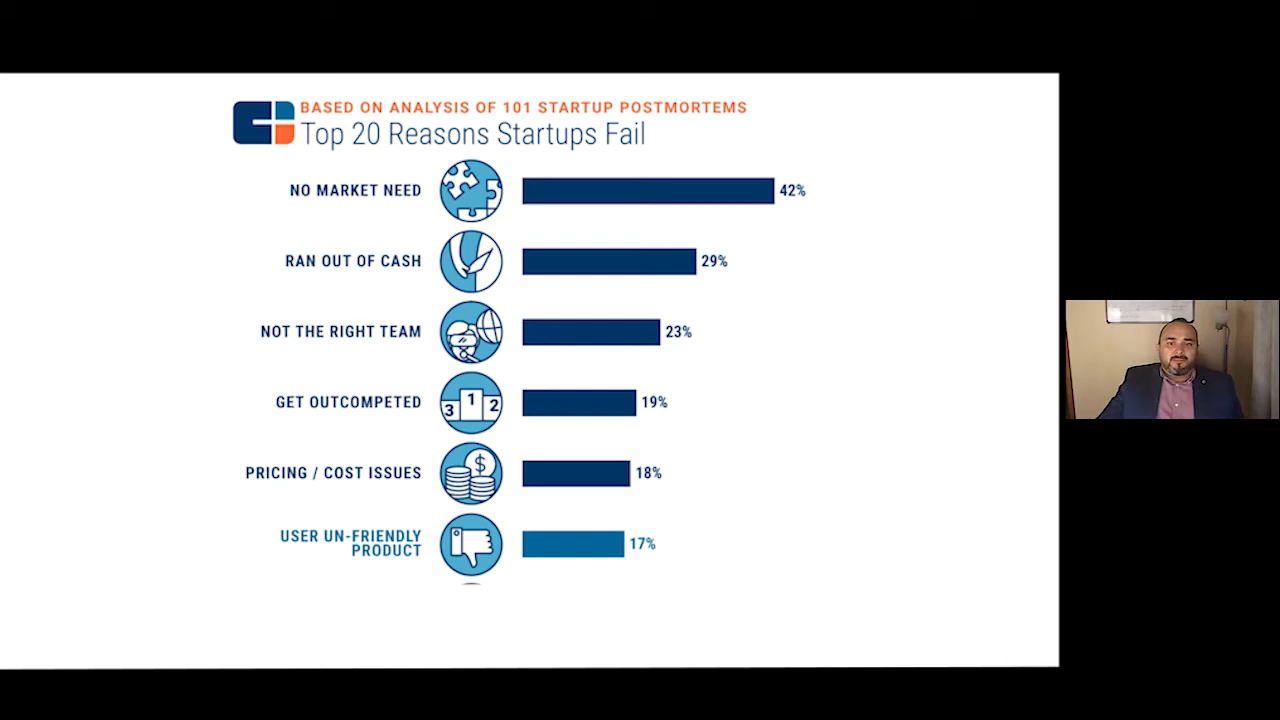 BASED ON ANALYSIS OF 101 STARTUP POSTMORTEMS
Top 20 Reasons Startups Fail
NO MARKET NEED
42%
RAN OUT OF CASH
29%
NOT THE RIGHT TEAM
23%
GET OUTCOMPETED
3 1 2
19%
PRICING / COST ISSUES
$
18%
USER UN-FRIENDLY
PRODUCT
17%